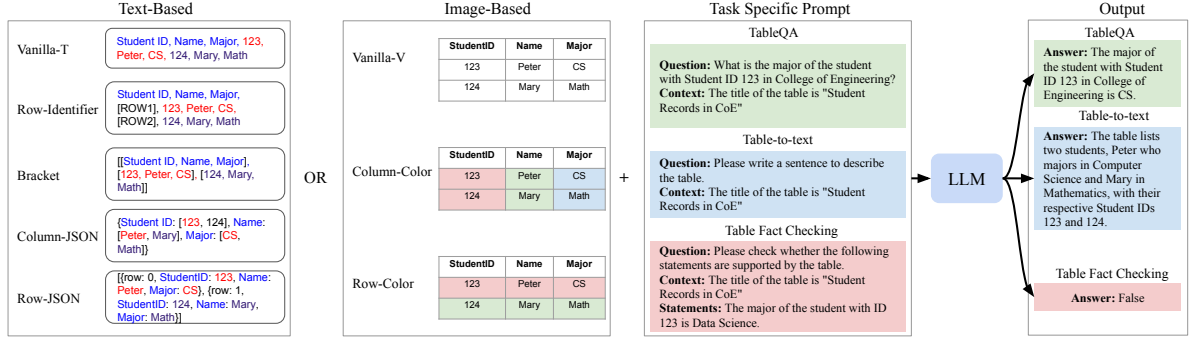 Text-Based
Vanilla-T
Student ID, Name, Major, 123,
Peter, CS, 124, Mary, Math
Row-Identifier
Student ID, Name, Major,
[ROW1], 123, Peter, CS,
[ROW2], 124, Mary, Math
Bracket
[[Student ID, Name, Major],
[123, Peter, CS], [124, Mary,
Math]]
Column-JSON
{Student ID: [123, 124], Name:
[Peter, Mary], Major: [CS,
Math]}
Row-JSON
[{row: 0, StudentID: 123, Name:
Peter, Major: CS}, {row: 1,
StudentID: 124, Name: Mary,
Major: Math}]
OR
Image-Based
Vanilla-V
StudentID Name Major
123 Peter CS
124 Mary Math
Column-Color
StudentID Name Major
123 Peter CS
124 Mary Math
Row-Color
StudentID Name Major
123 Peter CS
124 Mary Math
+
Task Specific Prompt
TableQA
Question: What is the major of the student
with Student ID 123 in College of Engineering?
Context: The title of the table is "Student
Records in CoE"
Table-to-text
Question: Please write a sentence to describe
the table.
Context: The title of the table is "Student
Records in CoE"
Table Fact Checking
Question: Please check whether the following
statements are supported by the table.
Context: The title of the table is "Student
Records in CoE"
Statements: The major of the student with ID
123 is Data Science.
LLM
Output
TableQA
Answer: The major of
the student with Student
ID 123 in College of
Engineering is CS.
Table-to-text
Answer: The table lists
two students, Peter who
majors in Computer
Science and Mary in
Mathematics, with their
respective Student IDs
123 and 124.
Table Fact Checking
Answer: False